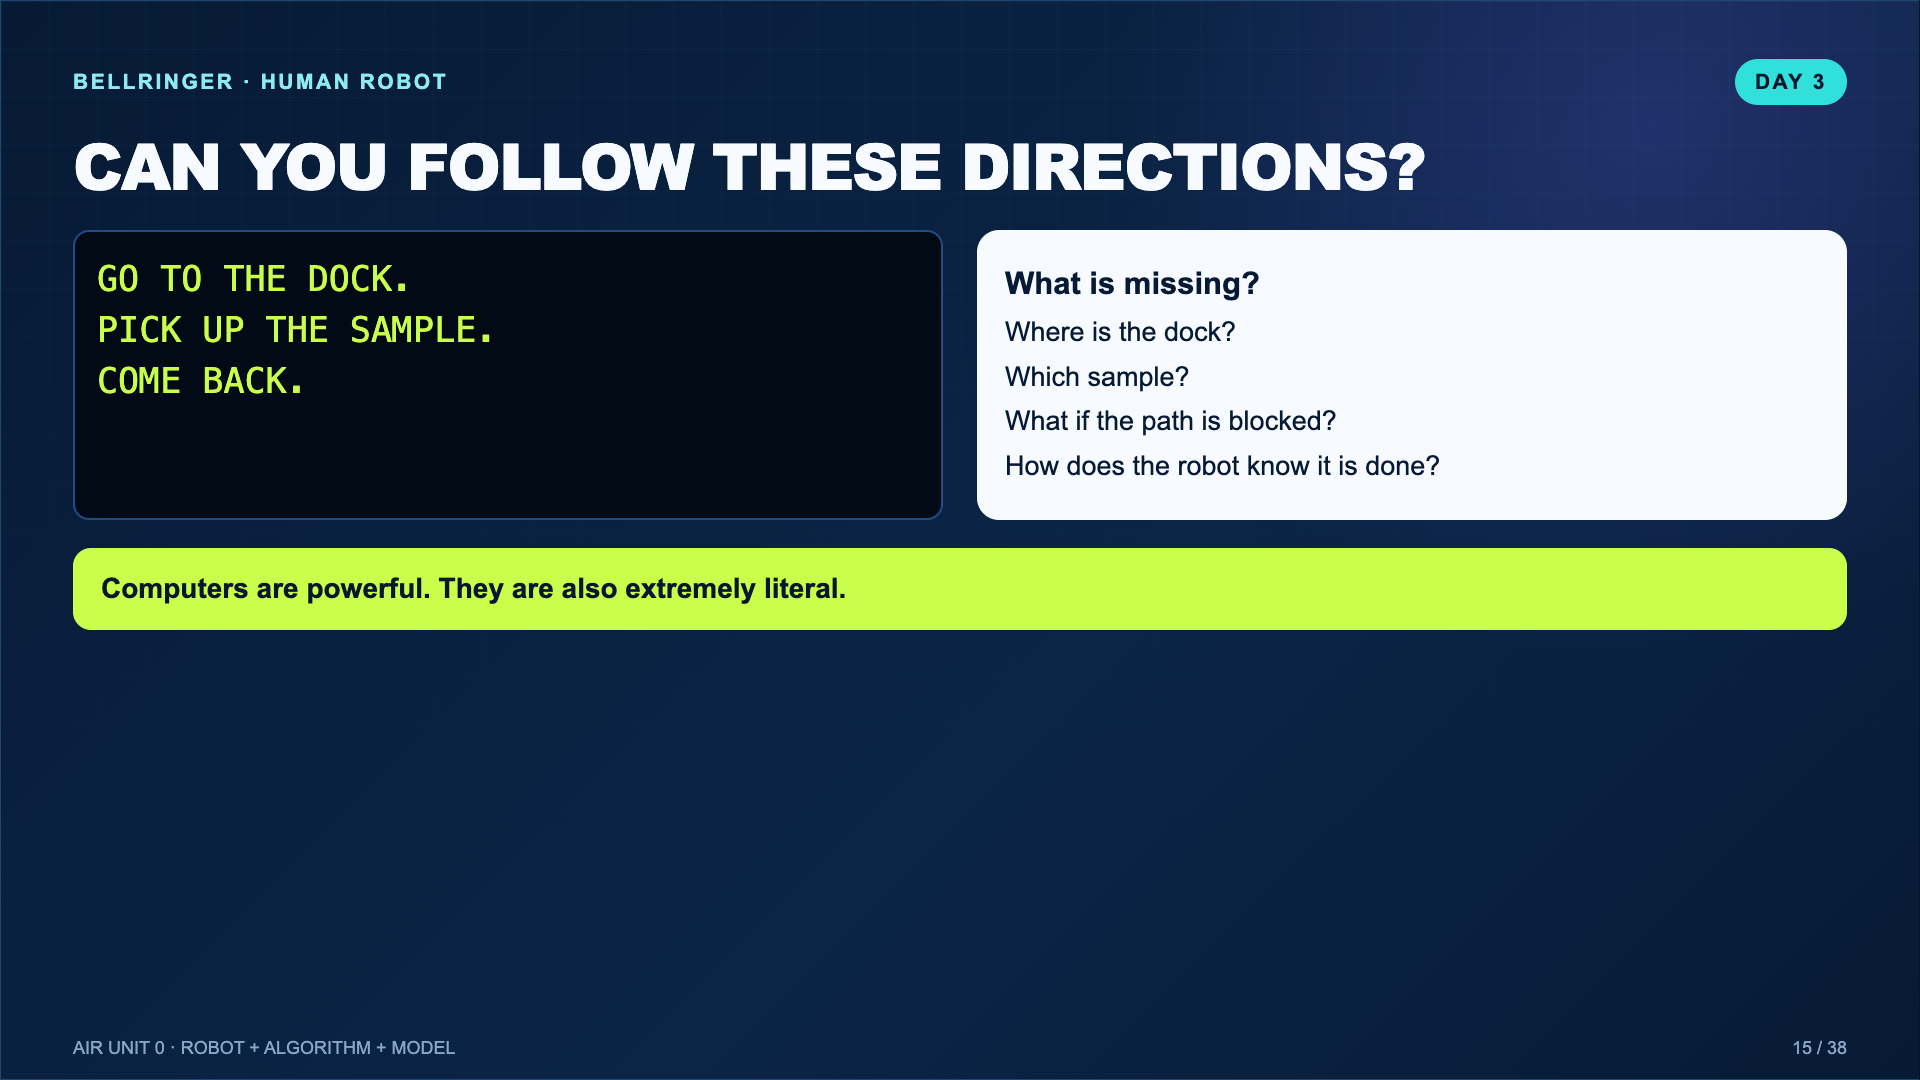 BELLRINGER · HUMAN ROBOT
DAY 3
CAN YOU FOLLOW THESE DIRECTIONS?
GO TO THE DOCK.
PICK UP THE SAMPLE.
COME BACK.
What is missing?
Where is the dock?
Which sample?
What if the path is blocked?
How does the robot know it is done?
Computers are powerful. They are also extremely literal.
AIR UNIT 0 · ROBOT + ALGORITHM + MODEL
15 / 38